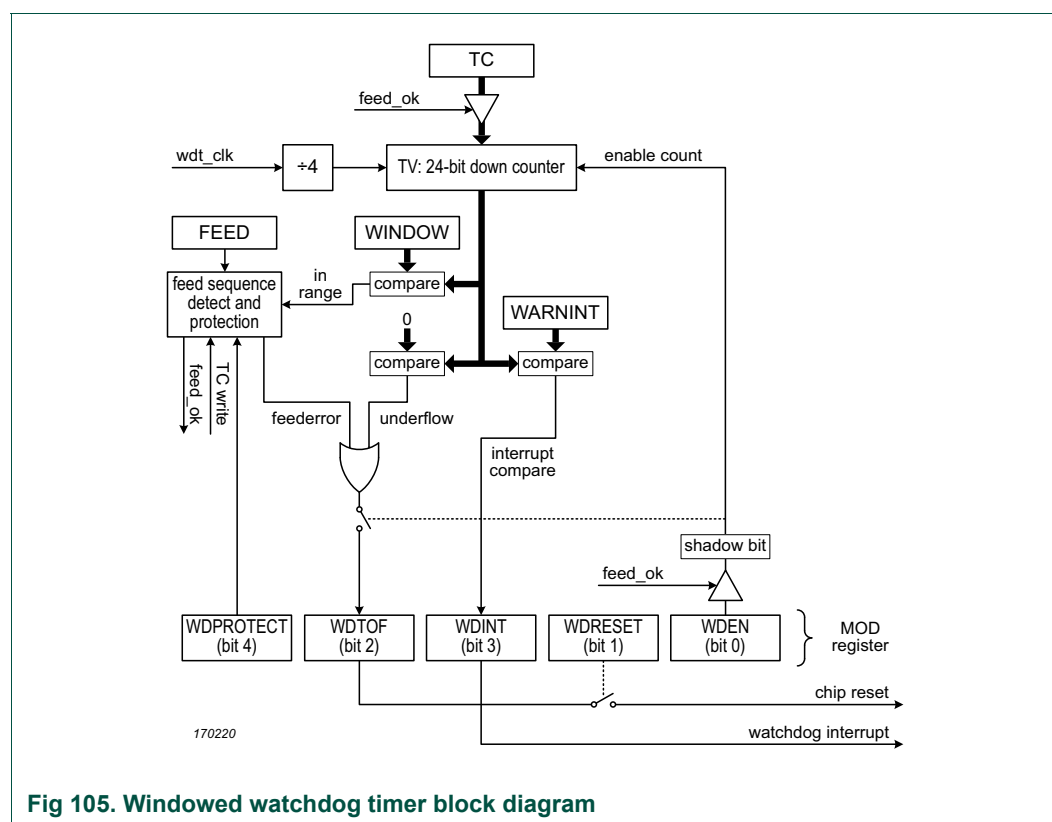 TC
feed_ok
wdt_clk
÷4
TV: 24-bit down counter
enable count
FEED
WINDOW
feed sequence
detect and
protection
in
range
compare
WARNINT
0
compare
compare
feed_ok
TC write
feederror
underflow
interrupt
compare
shadow bit
feed_ok
WDPROTECT
(bit 4)
WDTOF
(bit 2)
WDINT
(bit 3)
WDRESET
(bit 1)
WDEN
(bit 0)
MOD
register
chip reset
170220
watchdog interrupt
Fig 105. Windowed watchdog timer block diagram